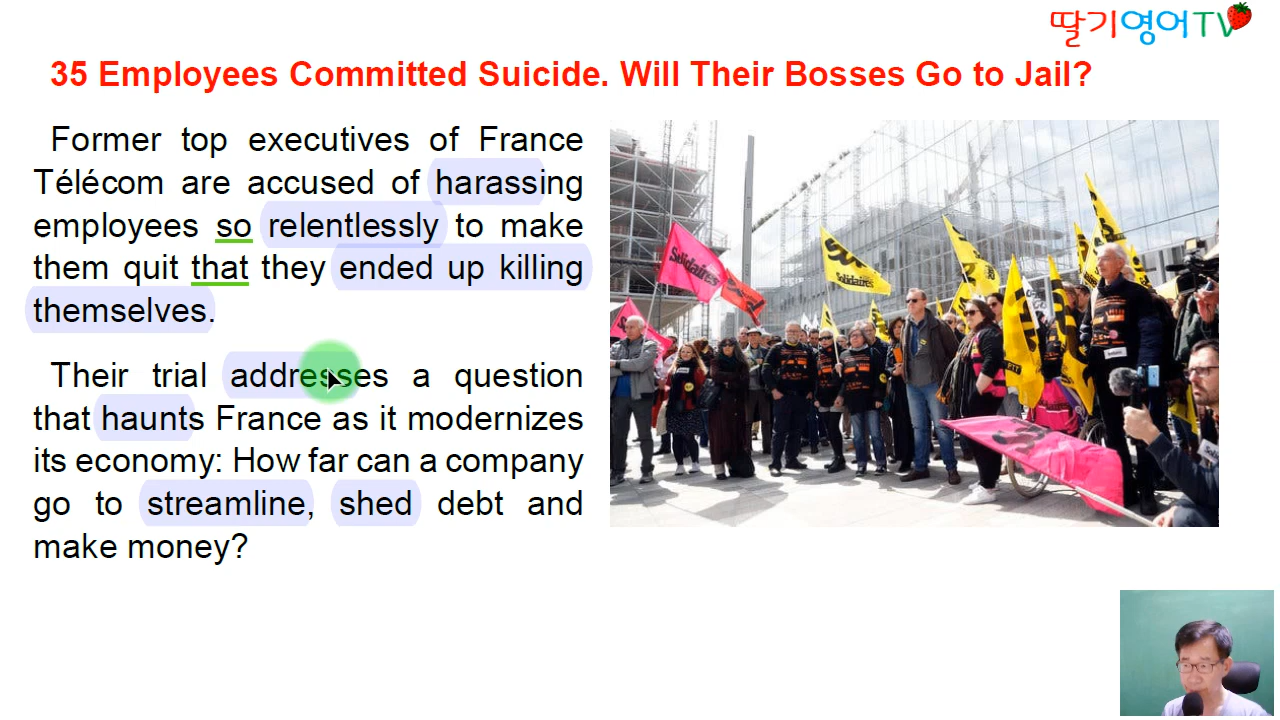 딸기영어TV
35 Employees Committed Suicide. Will Their Bosses Go to Jail?
Former top executives of France
Télécom are accused of harassing
employees so relentlessly to make
them quit that they ended up killing
themselves.
Their trial addresses a question
that haunts France as it modernizes
its economy: How far can a company
go to streamline, shed debt and
make money?
Solidaires
Solidaires